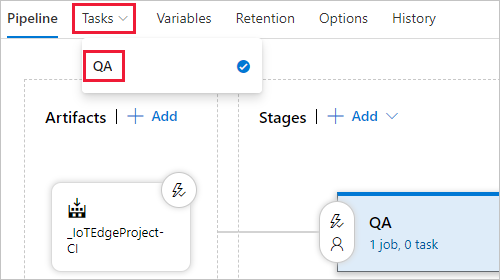 Pipeline Tasks Variables Retention Options History
QA
Artifacts | + Add
Stages | + Add
_IoTEdgeProject-
CI
QA
1 job, 0 task